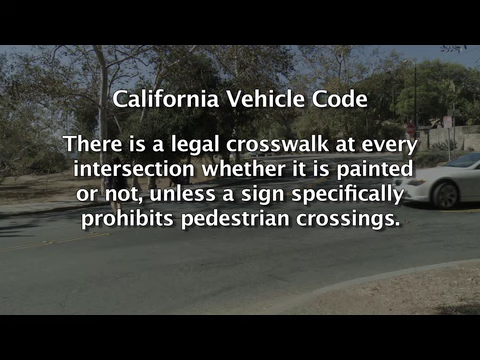 California Vehicle Code
There is a legal crosswalk at every
intersection whether it is painted
or not, unless a sign specifically
prohibits pedestrian crossings.